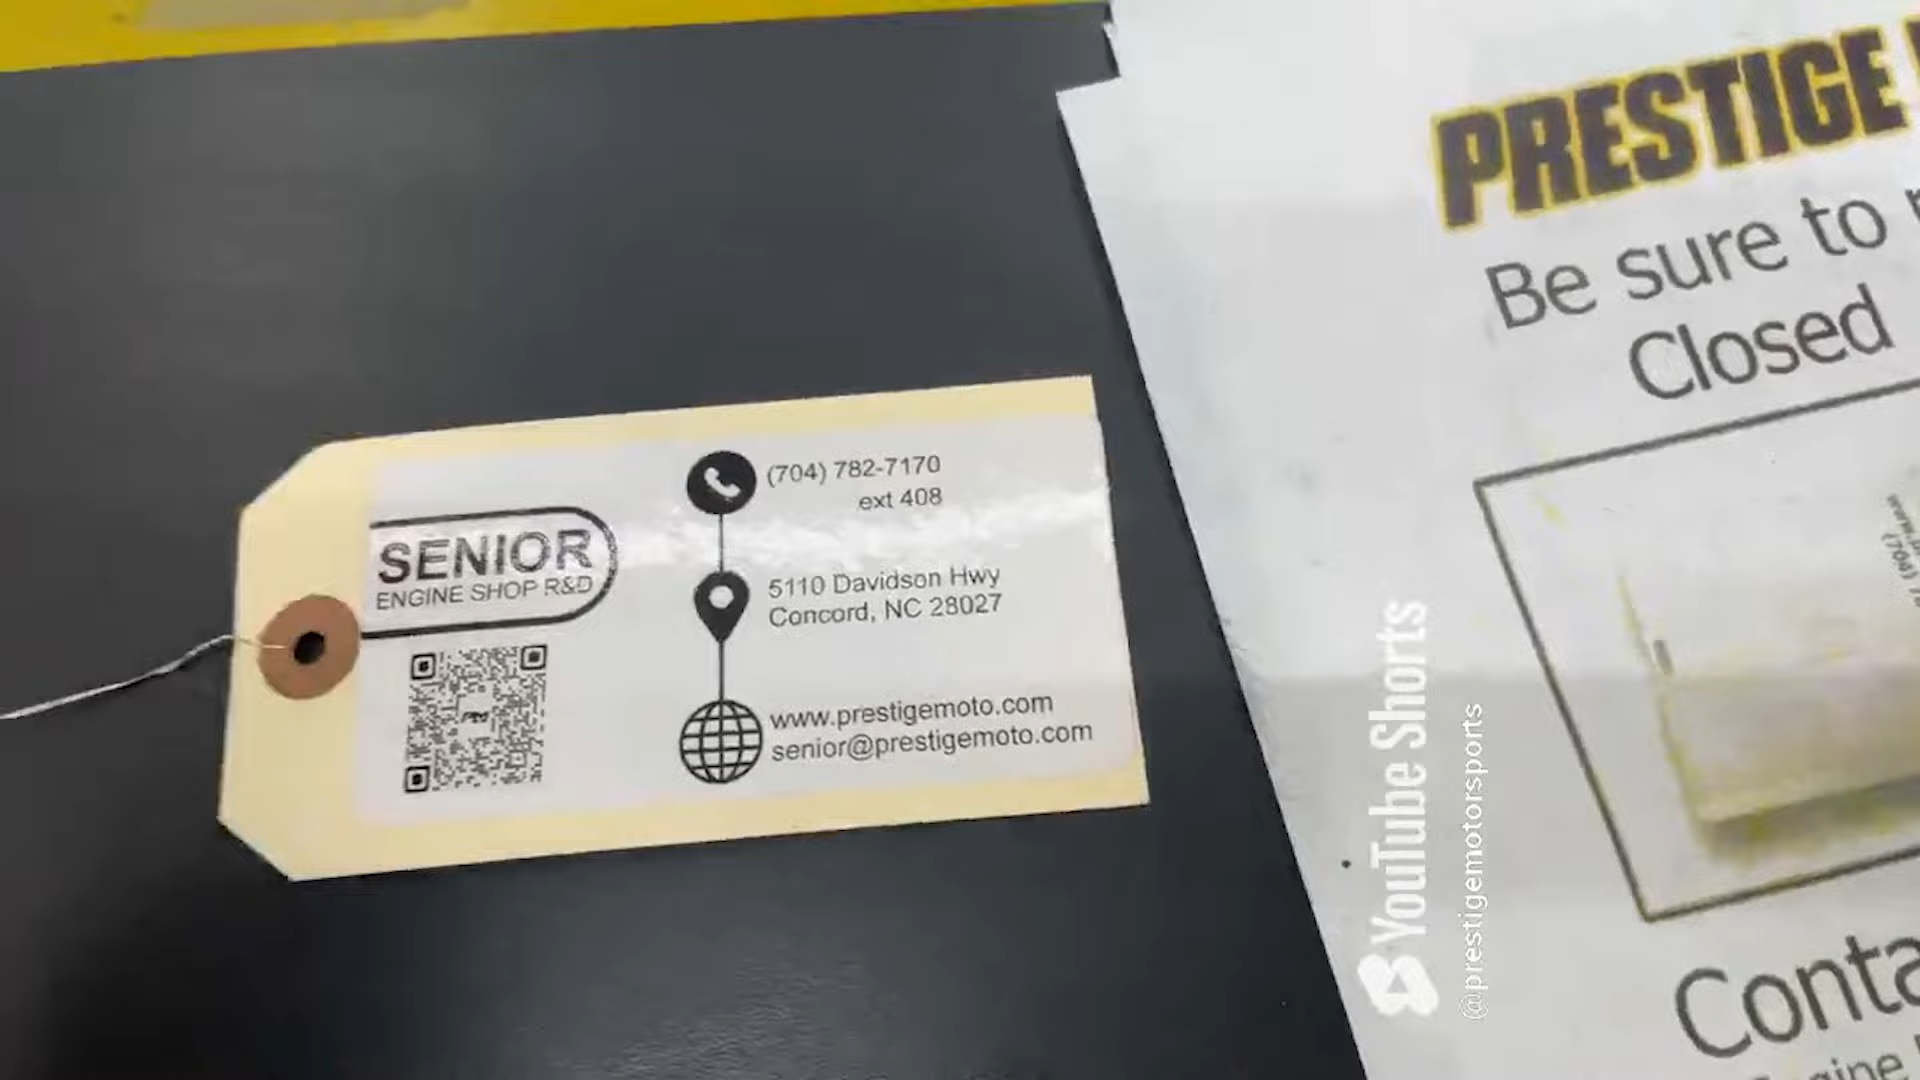 SENIOR
ENGINE SHOP R&D
(704) 782-7170
ext 408
5110 Davidson Hwy
Concord, NC 28027
www.prestigemoto.com
senior@prestigemoto.com
PRESTIGE
Be sure to
Closed
YouTube Shorts
@prestigemotorsports